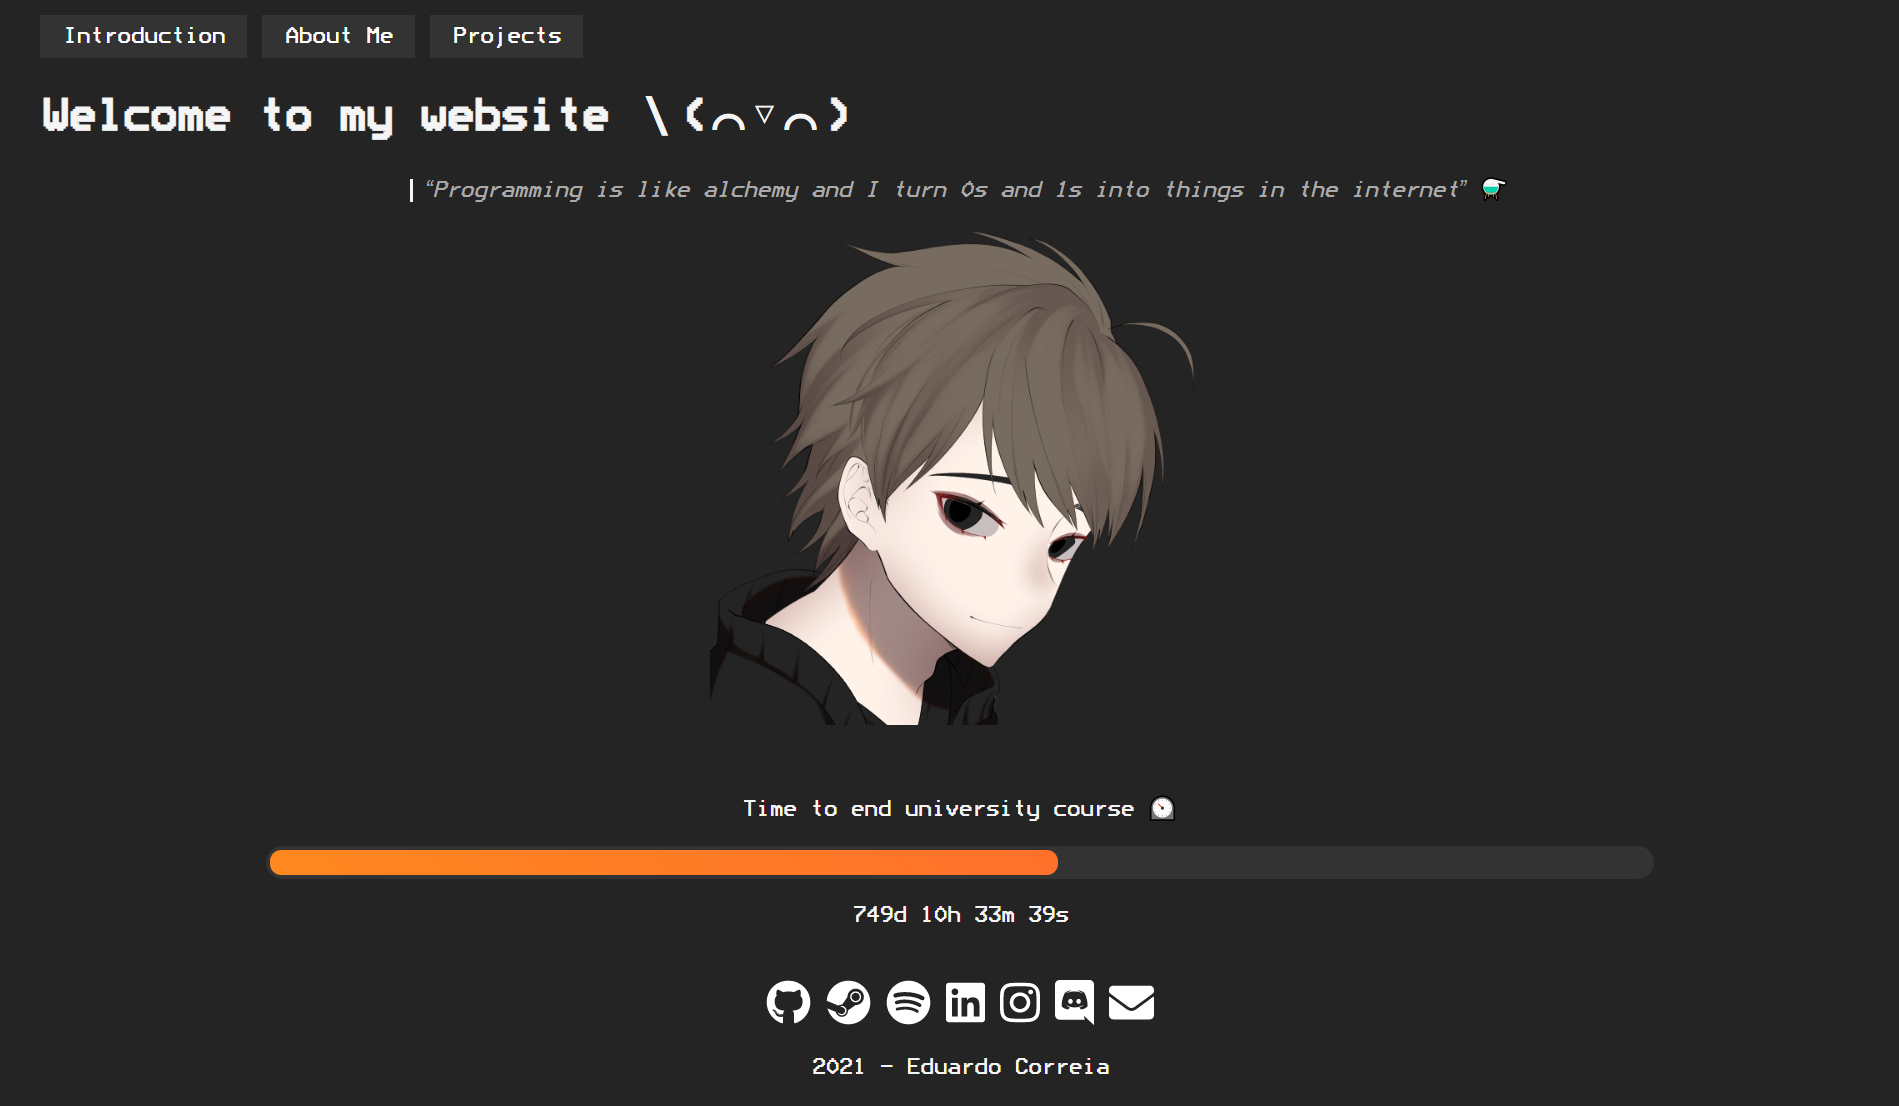 Introduction
About Me
Projects
Welcome to my website \(⌒▽⌒)
“Programming is like alchemy and I turn 0s and 1s into things in the internet”
Time to end university course
749d 10h 33m 39s
in
2021 - Eduardo Correia